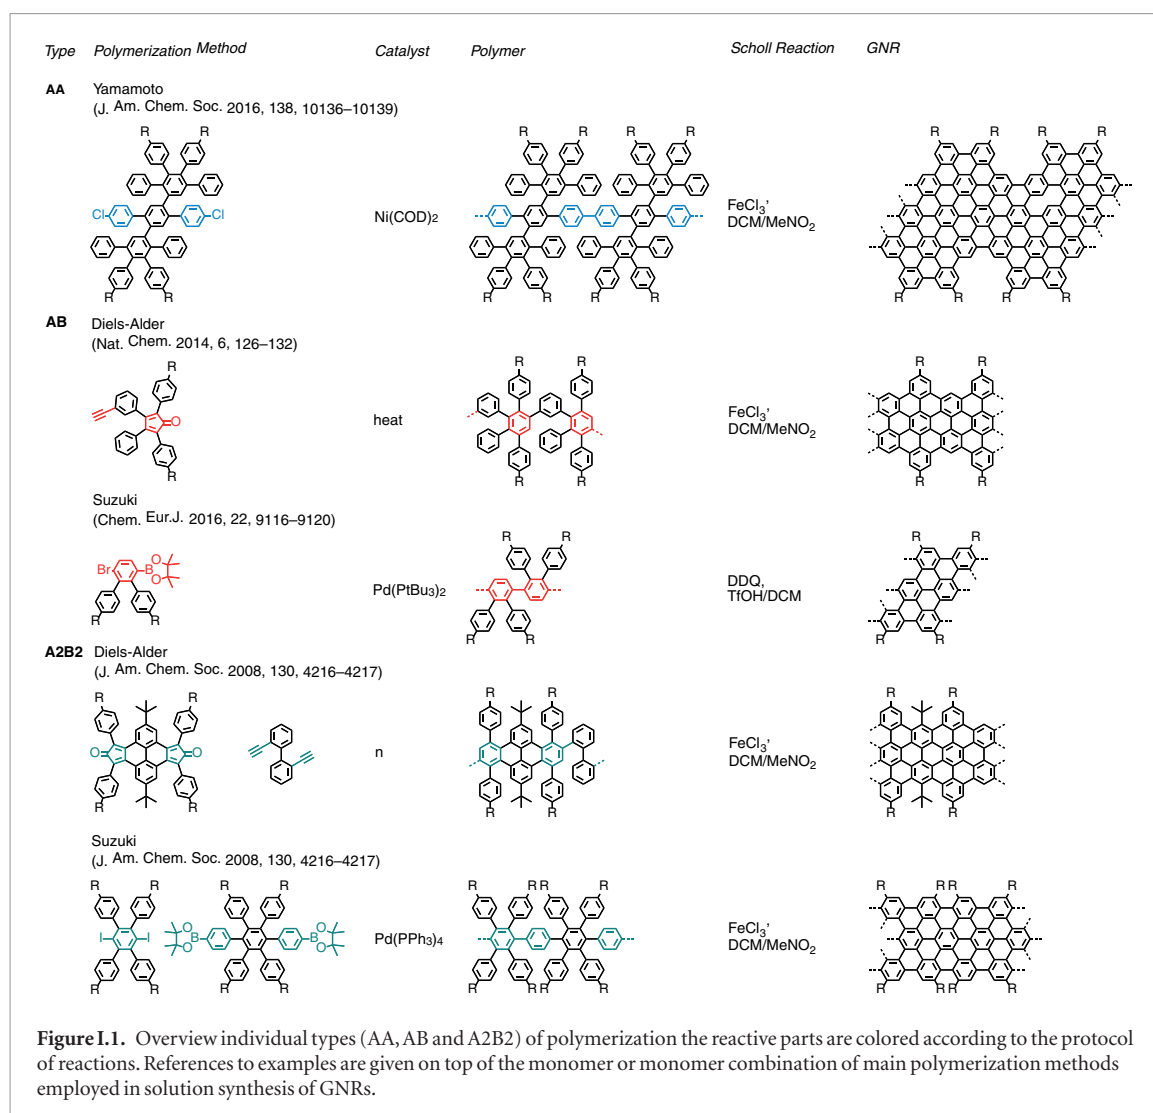 Type Polymerization Method Catalyst Polymer Scholl Reaction GNR
AA Yamamoto
(J. Am. Chem. Soc. 2016, 138, 10136–10139)
R R R R R R R R R R
Cl Cl Ni(COD)2 FeCl3,
DCM/MeNO2
R R R R R R R R R R
AB Diels-Alder
(Nat. Chem. 2014, 6, 126–132)
R R R R R
O heat FeCl3,
DCM/MeNO2
R R R R R
Suzuki
(Chem. Eur.J. 2016, 22, 9116–9120)
R R R R
Br B O O Pd(PtBu3)2 DDQ,
TfOH/DCM
R R R R R R
A2B2 Diels-Alder
(J. Am. Chem. Soc. 2008, 130, 4216–4217)
R R R R R R
O O n FeCl3,
DCM/MeNO2
R R R R R R
Suzuki
(J. Am. Chem. Soc. 2008, 130, 4216–4217)
R R R R R R R R R R R R
I I O B O O B O Pd(PPh3)4 FeCl3,
DCM/MeNO2
R R R R R R R R R R R R
Figure I.1. Overview individual types (AA, AB and A2B2) of polymerization the reactive parts are colored according to the protocol
of reactions. References to examples are given on top of the monomer or monomer combination of main polymerization methods
employed in solution synthesis of GNRs.